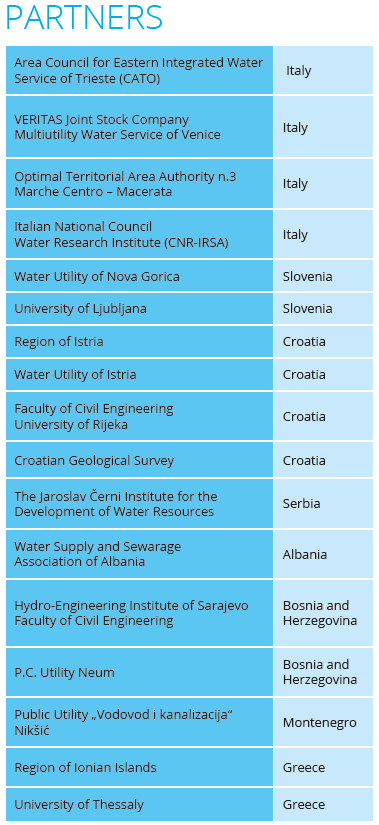 PARTNERS
Area Council for Eastern Integrated Water
Service of Trieste (CATO)
Italy
VERITAS Joint Stock Company
Multiutility Water Service of Venice
Italy
Optimal Territorial Area Authority n.3
Marche Centro – Macerata
Italy
Italian National Council
Water Research Institute (CNR-IRSA)
Italy
Water Utility of Nova Gorica
Slovenia
University of Ljubljana
Slovenia
Region of Istria
Croatia
Water Utility of Istria
Croatia
Faculty of Civil Engineering
University of Rijeka
Croatia
Croatian Geological Survey
Croatia
The Jaroslav Černi Institute for the
Development of Water Resources
Serbia
Water Supply and Sewarage
Association of Albania
Albania
Hydro-Engineering Institute of Sarajevo
Faculty of Civil Engineering
Bosnia and
Herzegovina
P.C. Utility Neum
Bosnia and
Herzegovina
Public Utility „Vodovod i kanalizacija“
Nikšić
Montenegro
Region of Ionian Islands
Greece
University of Thessaly
Greece